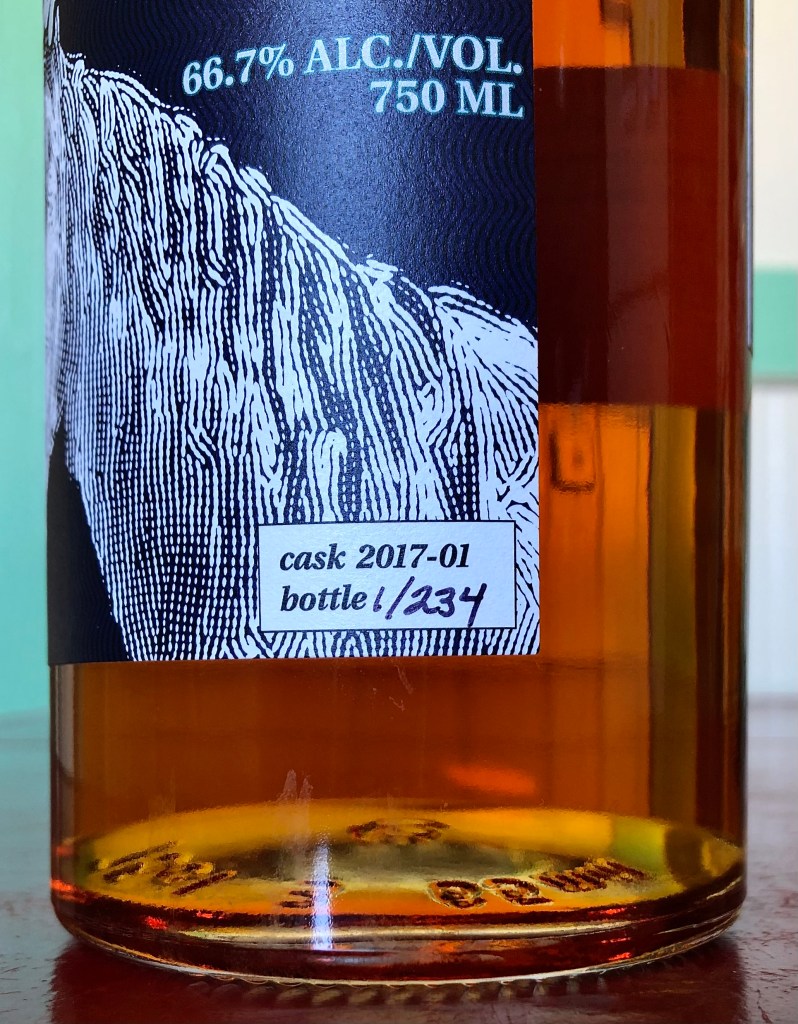 66.7% ALC./VOL.
750 ML
cask 2017-01
bottle 1/234